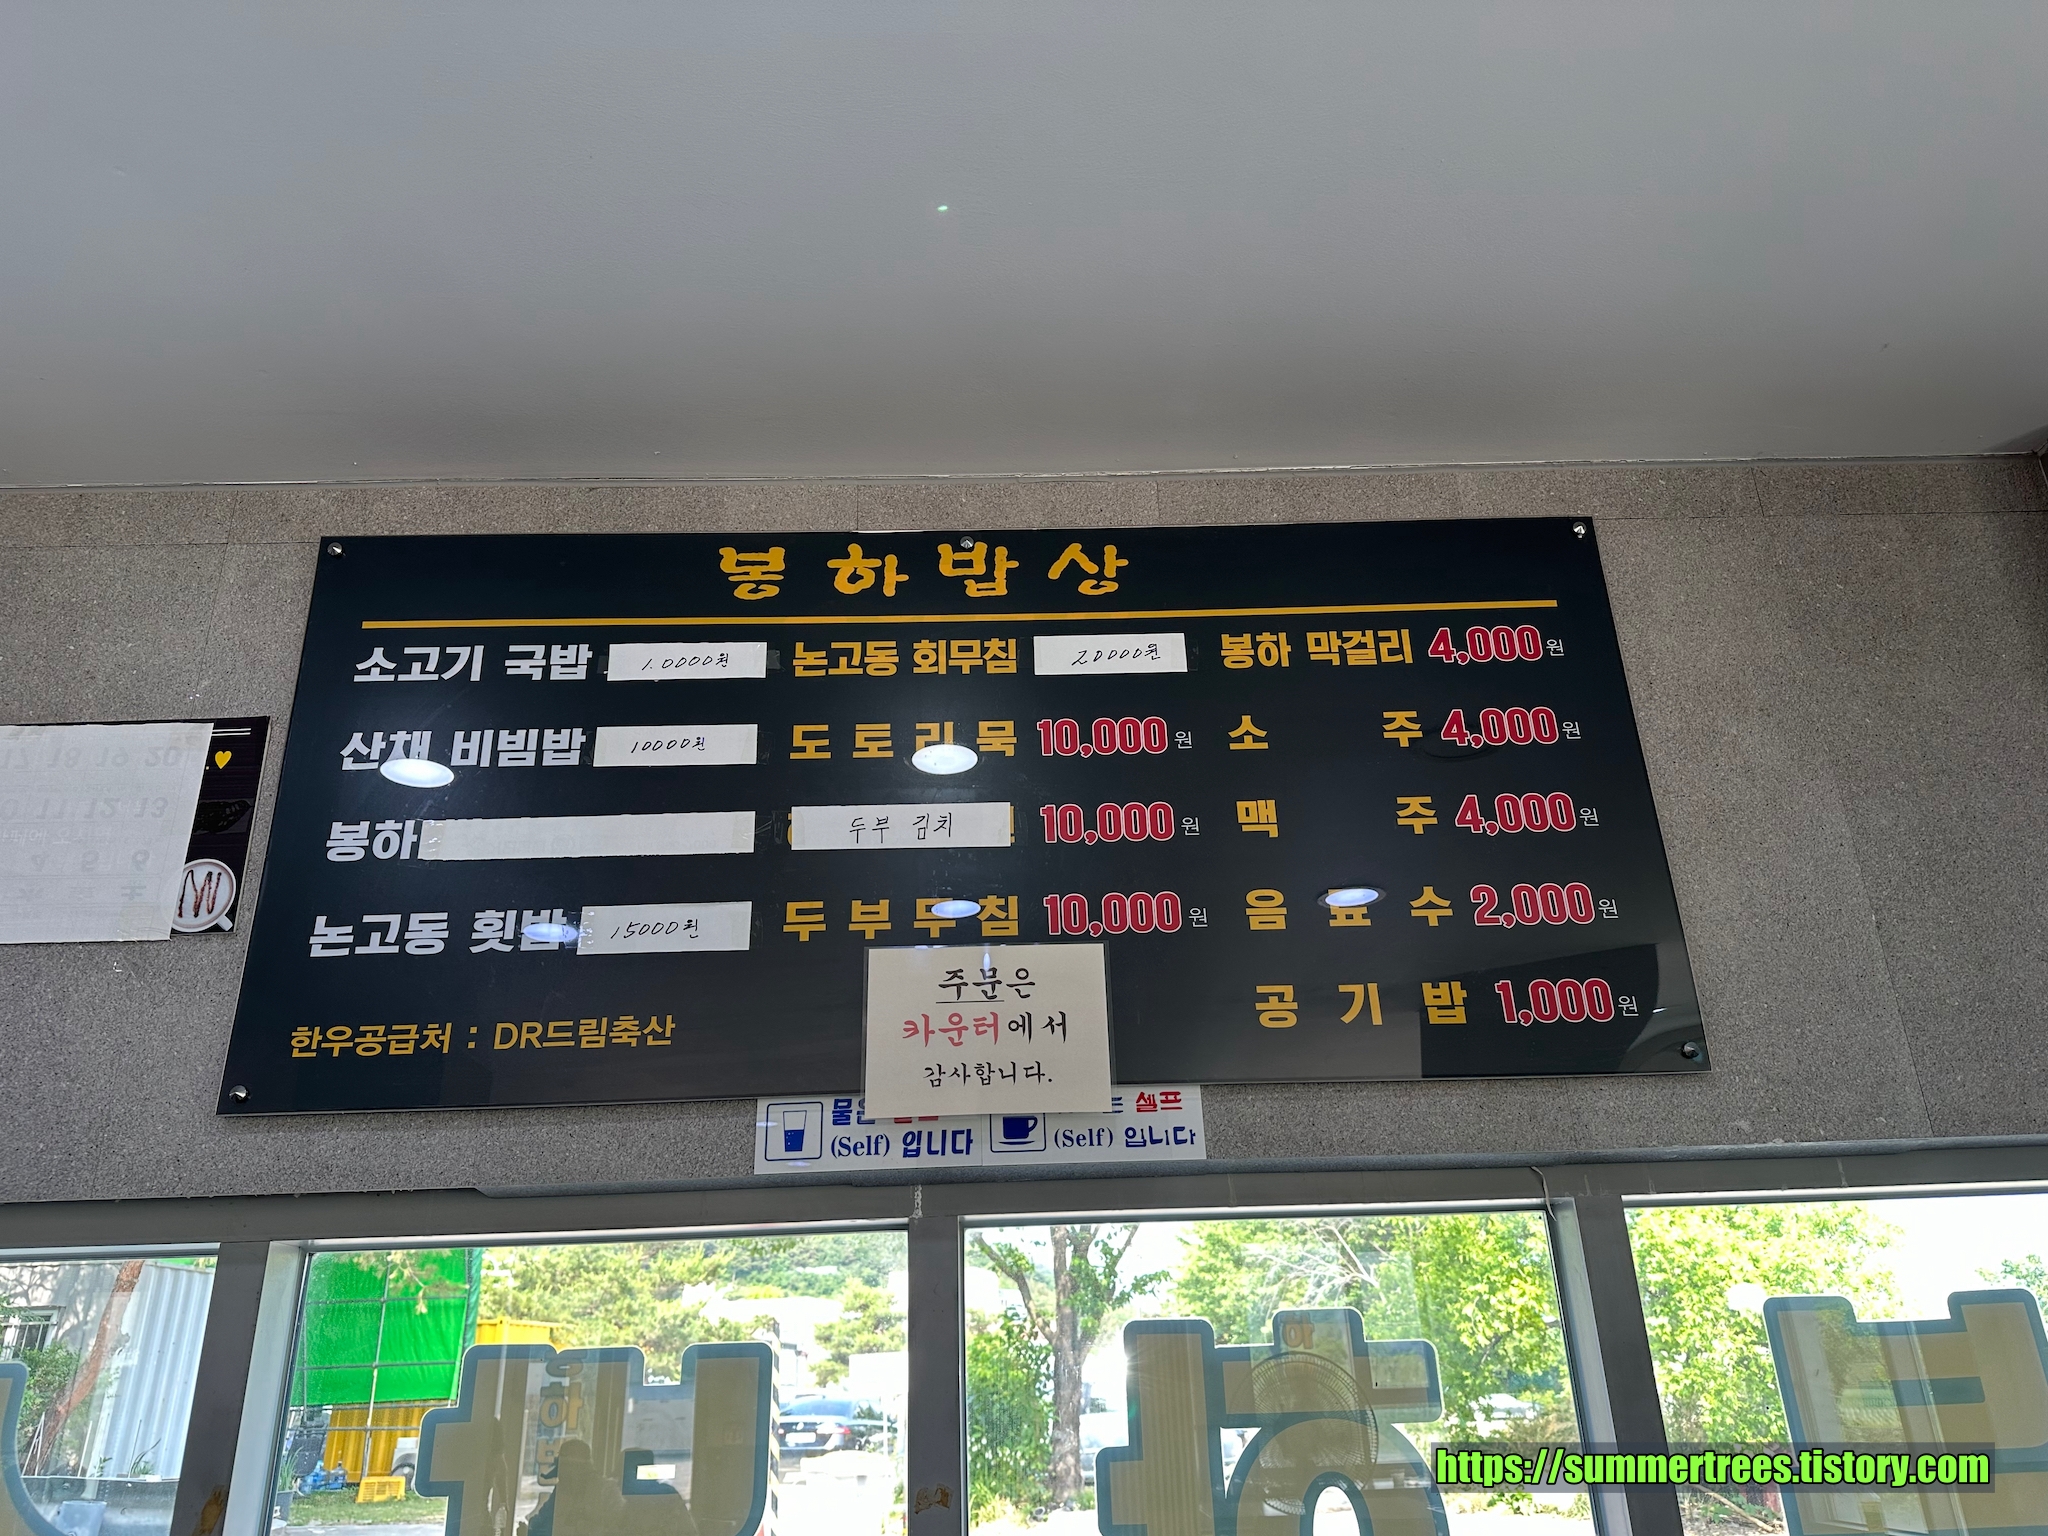 봉하밥상
소고기 국밥 1.0000원 논고동 회무침 20000원 봉하 막걸리 4,000원
산채 비빔밥 10000원 도토리묵 10,000원 소주 4,000원
봉하 두부 김치 10,000원 맥주 4,000원
논고동 횟밥 15000원 두부무침 10,000원 음료수 2,000원
공기밥 1,000원
한우공급처 : DR드림축산
주문은
카운터에서
감사합니다.
물은
(Self) 입니다
셀프
(Self) 입니다
https://summertrees.tistory.com